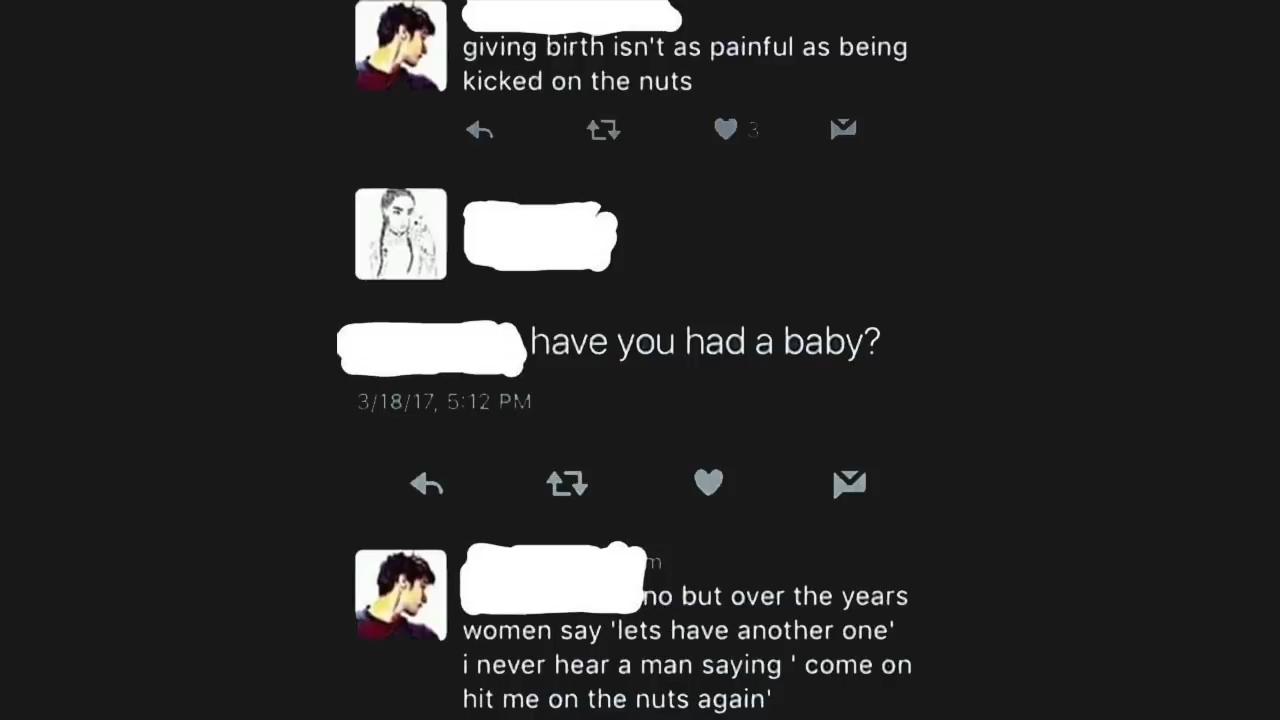 giving birth isn't as painful as being
kicked on the nuts
3
have you had a baby?
3/18/17, 5:12 PM
m
no but over the years
women say 'lets have another one'
i never hear a man saying ' come on
hit me on the nuts again'